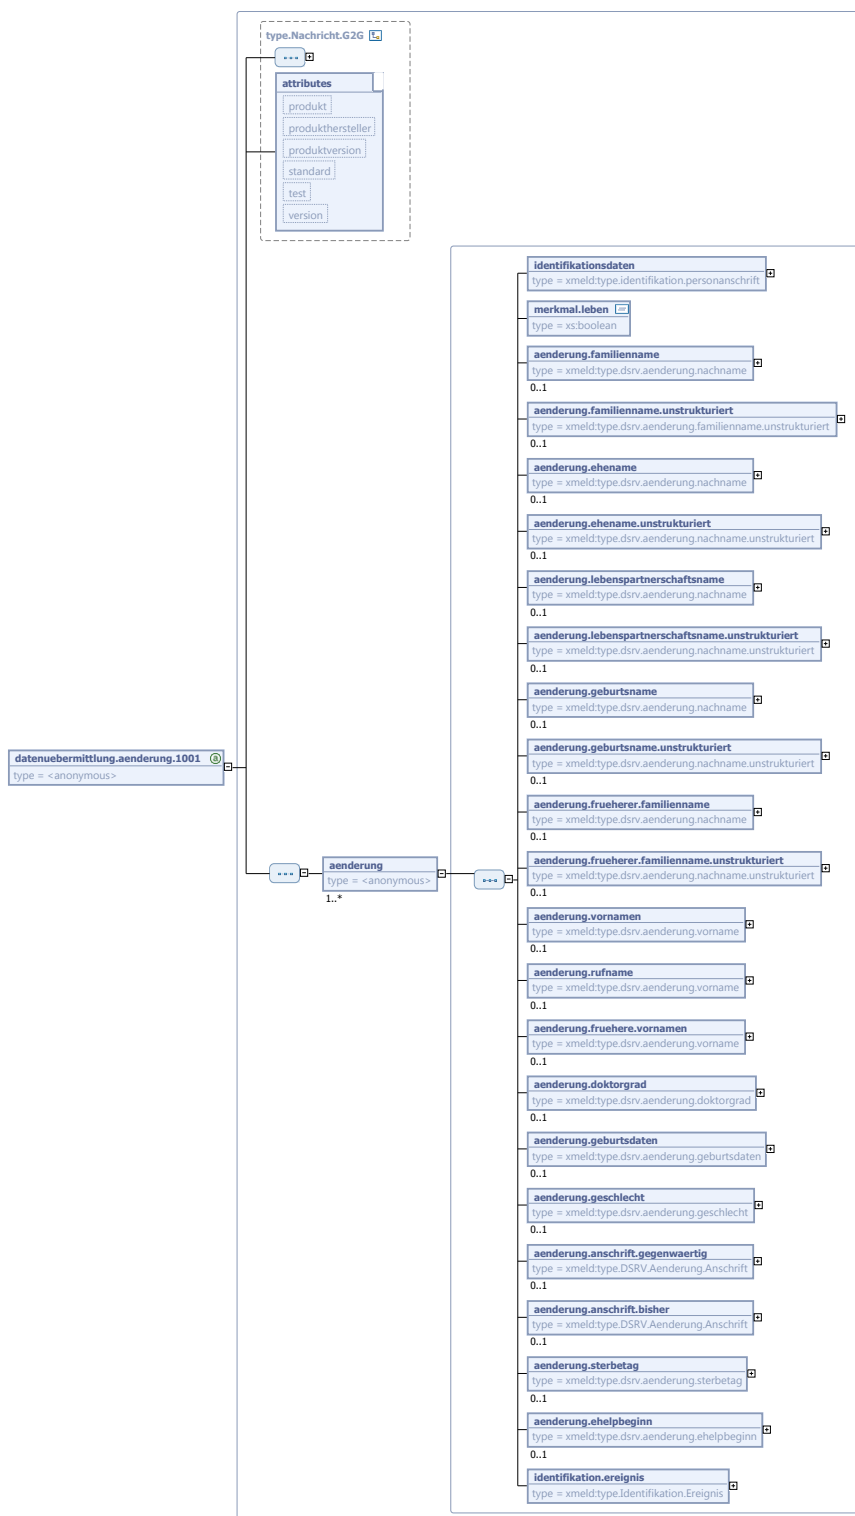 type.Nachricht.G2G
attributes
produkt
produkthersteller
produktversion
standard
test
version
identifikationsdaten
type = xmeld:type.identifikation.personanschrift
merkmal.leben
type = xs:boolean
aenderung.familienname
type = xmeld:type.dsrv.aenderung.nachname
0..1
aenderung.familienname.unstrukturiert
type = xmeld:type.dsrv.aenderung.familienname.unstrukturiert
0..1
aenderung.ehename
type = xmeld:type.dsrv.aenderung.nachname
0..1
aenderung.ehename.unstrukturiert
type = xmeld:type.dsrv.aenderung.nachname.unstrukturiert
0..1
aenderung.lebenspartnerschaftsname
type = xmeld:type.dsrv.aenderung.nachname
0..1
aenderung.lebenspartnerschaftsname.unstrukturiert
type = xmeld:type.dsrv.aenderung.nachname.unstrukturiert
0..1
aenderung.geburtsname
type = xmeld:type.dsrv.aenderung.nachname
0..1
aenderung.geburtsname.unstrukturiert
type = xmeld:type.dsrv.aenderung.nachname.unstrukturiert
0..1
datenuebermittlung.aenderung.1001 a
type = <anonymous>
aenderung.frueherer.familienname
type = xmeld:type.dsrv.aenderung.nachname
0..1
aenderung
type = <anonymous>
1..*
aenderung.frueherer.familienname.unstrukturiert
type = xmeld:type.dsrv.aenderung.nachname.unstrukturiert
0..1
aenderung.vornamen
type = xmeld:type.dsrv.aenderung.vorname
0..1
aenderung.rufname
type = xmeld:type.dsrv.aenderung.vorname
0..1
aenderung.fruehere.vornamen
type = xmeld:type.dsrv.aenderung.vorname
0..1
aenderung.doktorgrad
type = xmeld:type.dsrv.aenderung.doktorgrad
0..1
aenderung.geburtsdaten
type = xmeld:type.dsrv.aenderung.geburtsdaten
0..1
aenderung.geschlecht
type = xmeld:type.dsrv.aenderung.geschlecht
0..1
aenderung.anschrift.gegenwaertig
type = xmeld:type.DSRV.Aenderung.Anschrift
0..1
aenderung.anschrift.bisher
type = xmeld:type.DSRV.Aenderung.Anschrift
0..1
aenderung.sterbetag
type = xmeld:type.dsrv.aenderung.sterbetag
0..1
aenderung.ehelpbeginn
type = xmeld:type.dsrv.aenderung.ehelpbeginn
0..1
identifikation.ereignis
type = xmeld:type.Identifikation.Ereignis